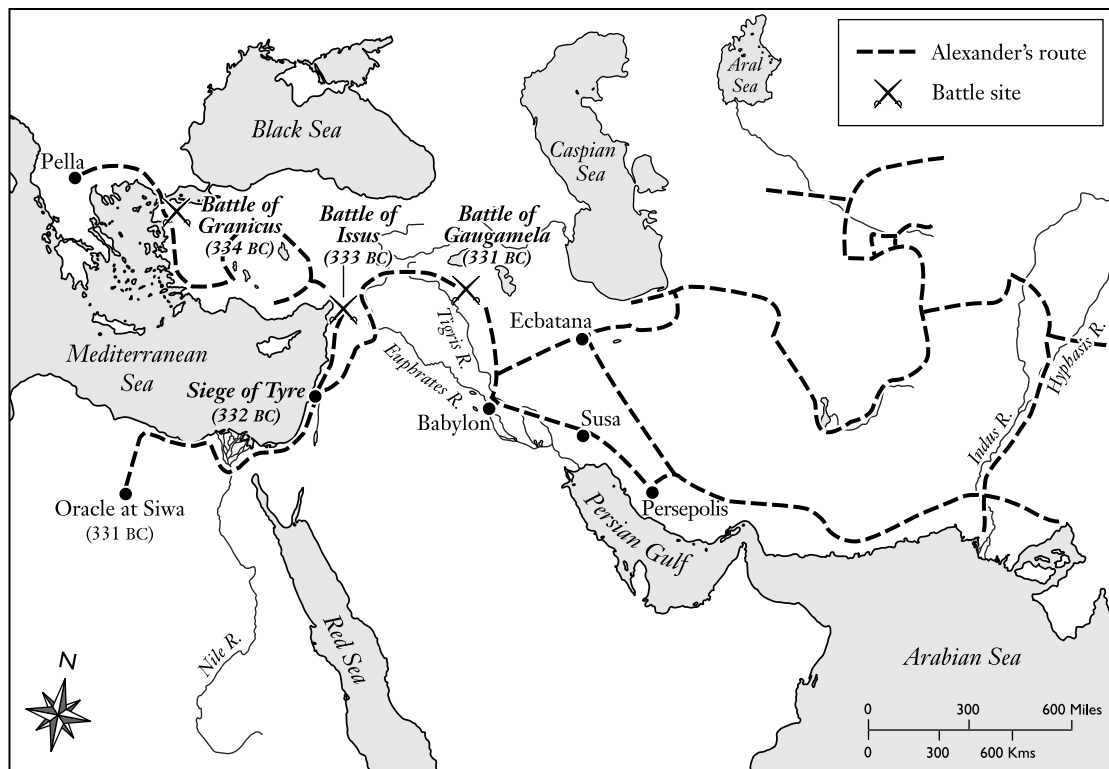 Aral
Sea
Alexander's route
Battle site
Black Sea
Caspian
Sea
Pella
Battle of
Granicus
(334 BC)
Battle of
Issus
(333 BC)
Battle of
Gaugamela
(331 BC)
Ecbatana
Tigris R.
Hyphasis R.
Mediterranean
Sea
Euphrates R.
Siege of Tyre
(332 BC)
Babylon
Susa
Indus R.
Oracle at Siwa
(331 BC)
Persepolis
Persian Gulf
Nile R.
Red Sea
Arabian Sea
N
0 300 600 Miles
0 300 600 Kms